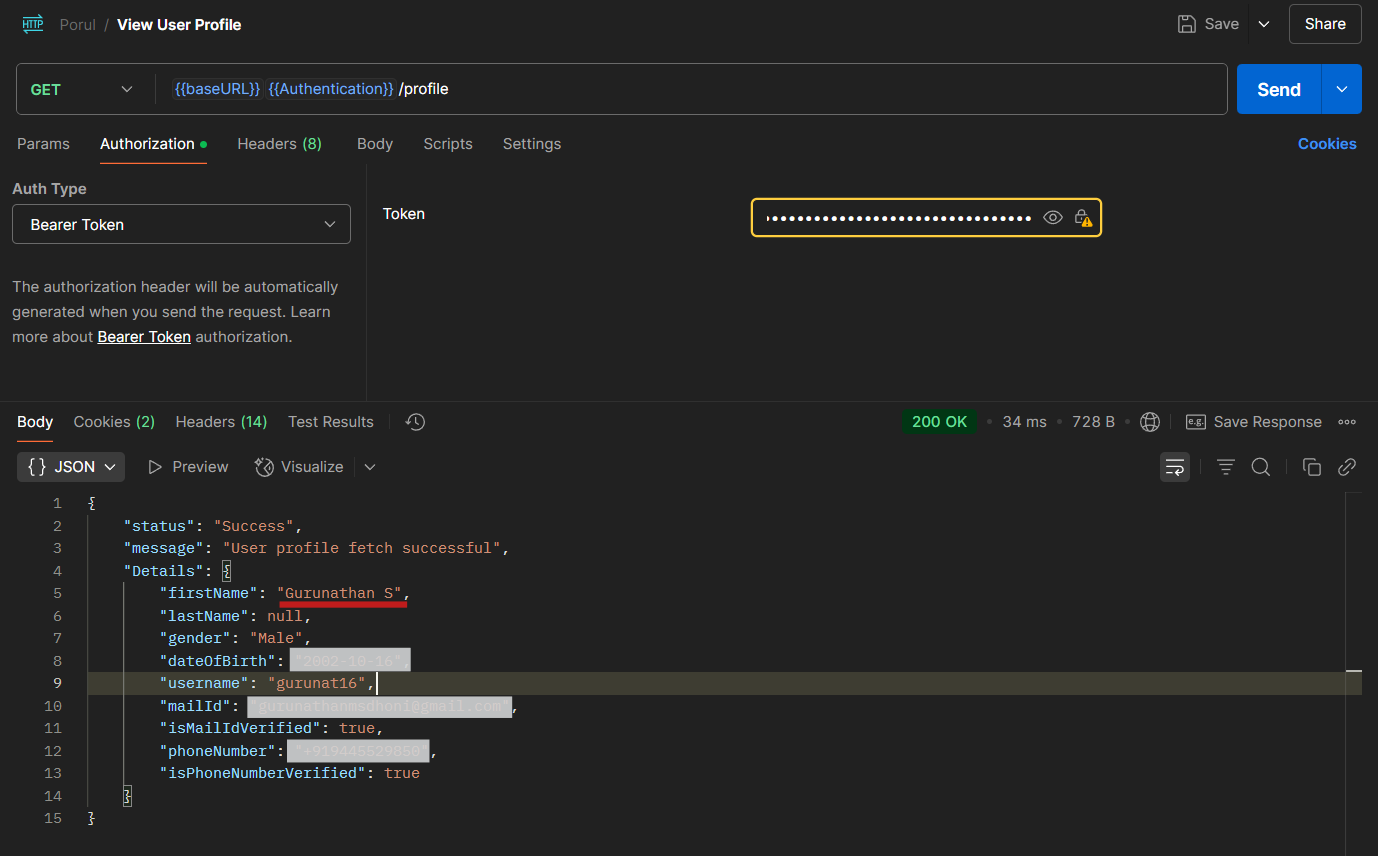 HTTP Porul / View User Profile Save Share
GET {{baseURL}} {{Authentication}} /profile Send
Params Authorization Headers (8) Body Scripts Settings Cookies
Auth Type
Bearer Token
Token
The authorization header will be automatically
generated when you send the request. Learn
more about Bearer Token authorization.
Body Cookies (2) Headers (14) Test Results 200 OK • 34 ms • 728 B • e.g. Save Response
{} JSON Preview Visualize
1 {
2 "status": "Success",
3 "message": "User profile fetch successful",
4 "Details": {
5 "firstName": "Gurunathan S",
6 "lastName": null,
7 "gender": "Male",
8 "dateOfBirth":
9 "username": "gurunat16",
10 "mailId": ,
11 "isMailIdVerified": true,
12 "phoneNumber": ,
13 "isPhoneNumberVerified": true
14 }
15 }